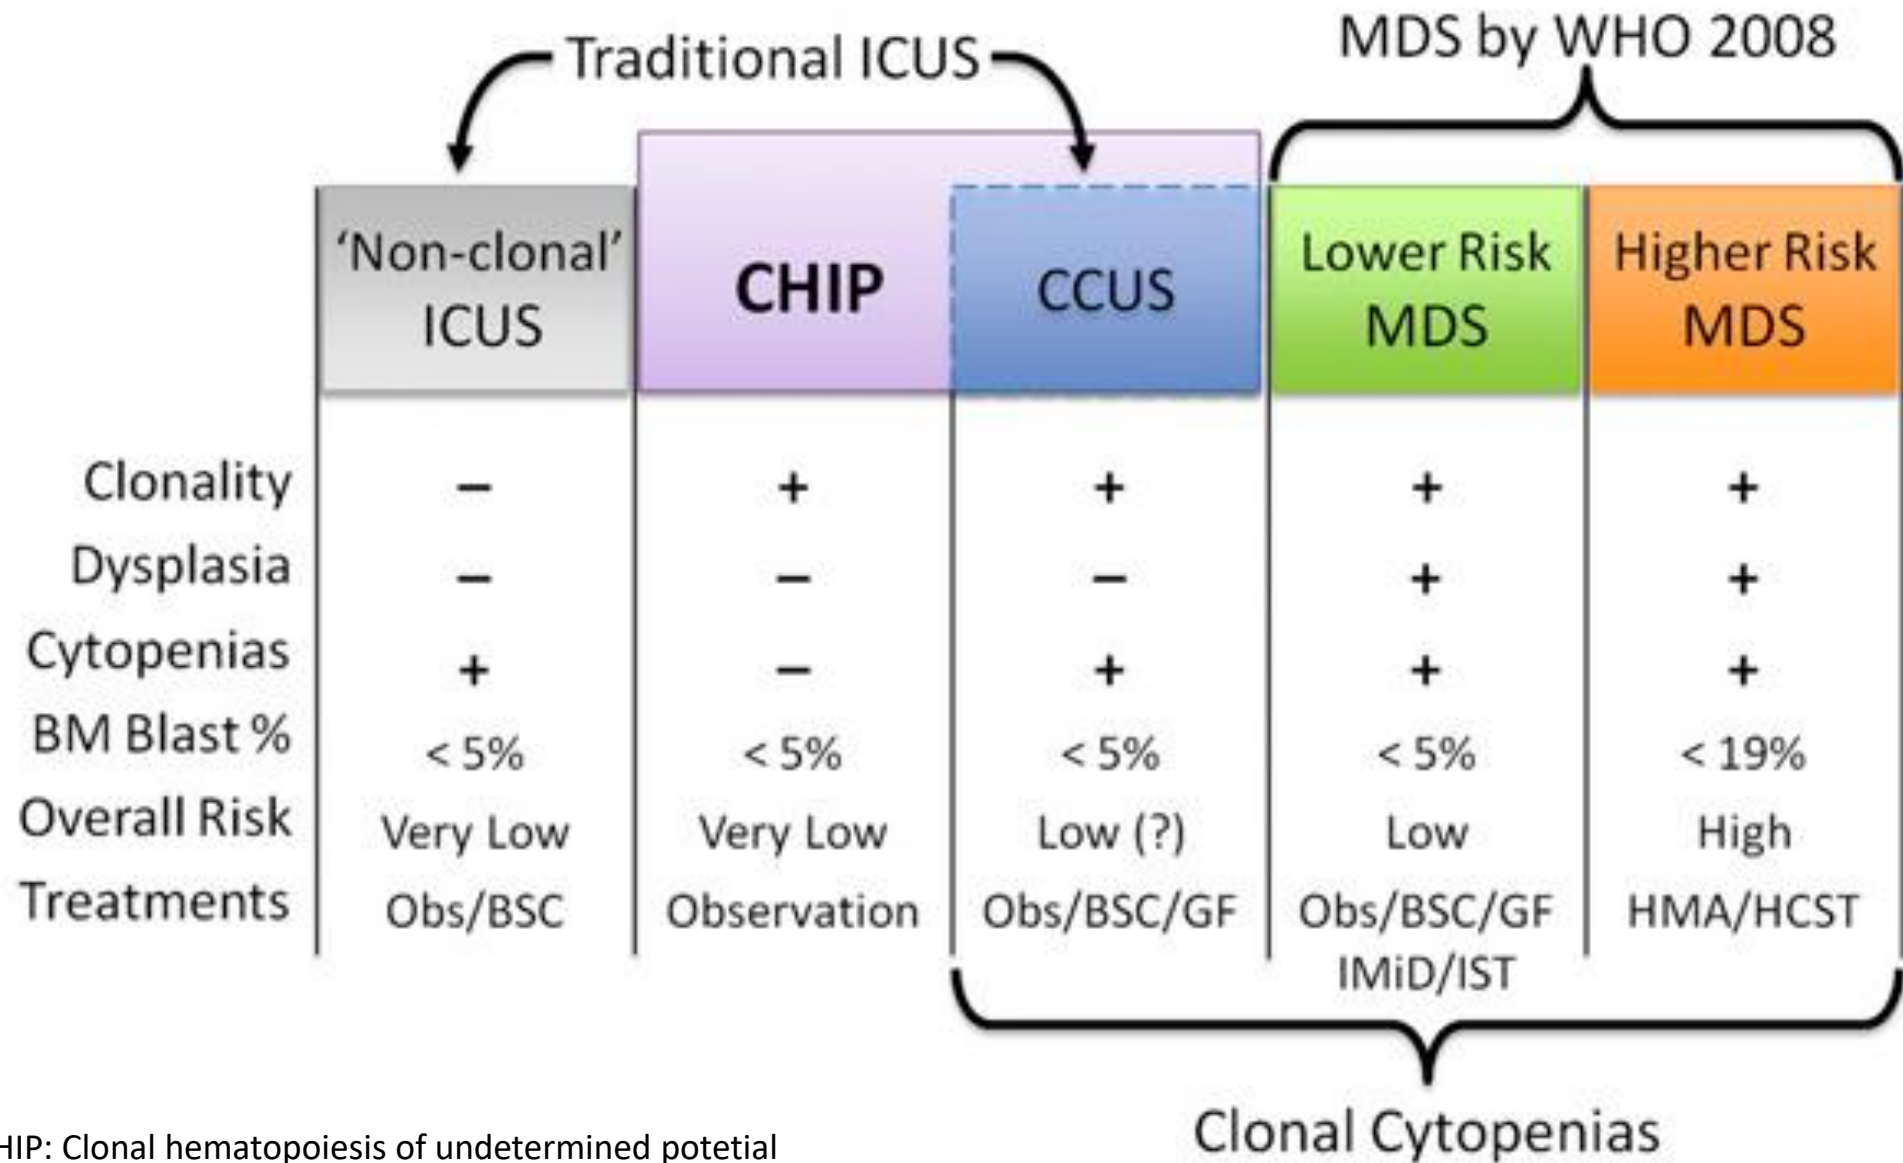 Traditional ICUS
MDS by WHO 2008
‘Non-clonal’
ICUS
CHIP
CCUS
Lower Risk
MDS
Higher Risk
MDS
Clonality – + + + +
Dysplasia – – – + +
Cytopenias + – + + +
BM Blast % < 5% < 5% < 5% < 5% < 19%
Overall Risk Very Low Very Low Low (?) Low High
Treatments Obs/BSC Observation Obs/BSC/GF Obs/BSC/GF HMA/HCST
IMiD/IST
Clonal Cytopenias
HIP: Clonal hematopoiesis of undetermined potetial